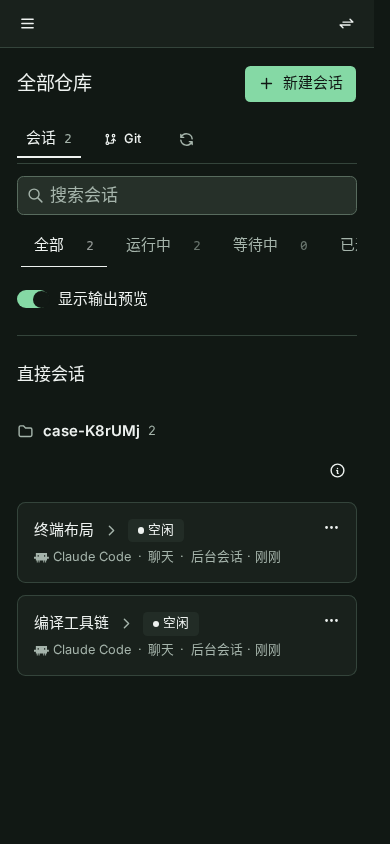 全部仓库
新建会话
会话 2
Git
搜索会话
全部 2 运行中 2 等待中 0
显示输出预览
直接会话
case-K8rUMj 2
终端布局 空闲
Claude Code · 聊天 · 后台会话 · 刚刚
编译工具链 空闲
Claude Code · 聊天 · 后台会话 · 刚刚